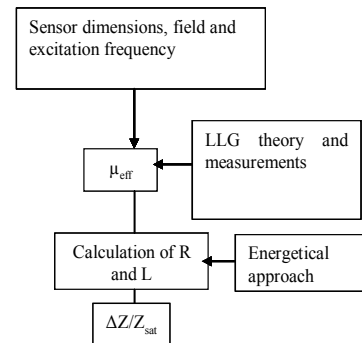 Sensor dimensions, field and
excitation frequency
LLG theory and
measurements
μeff
Calculation of R
and L
Energetical
approach
ΔZ/Zsat